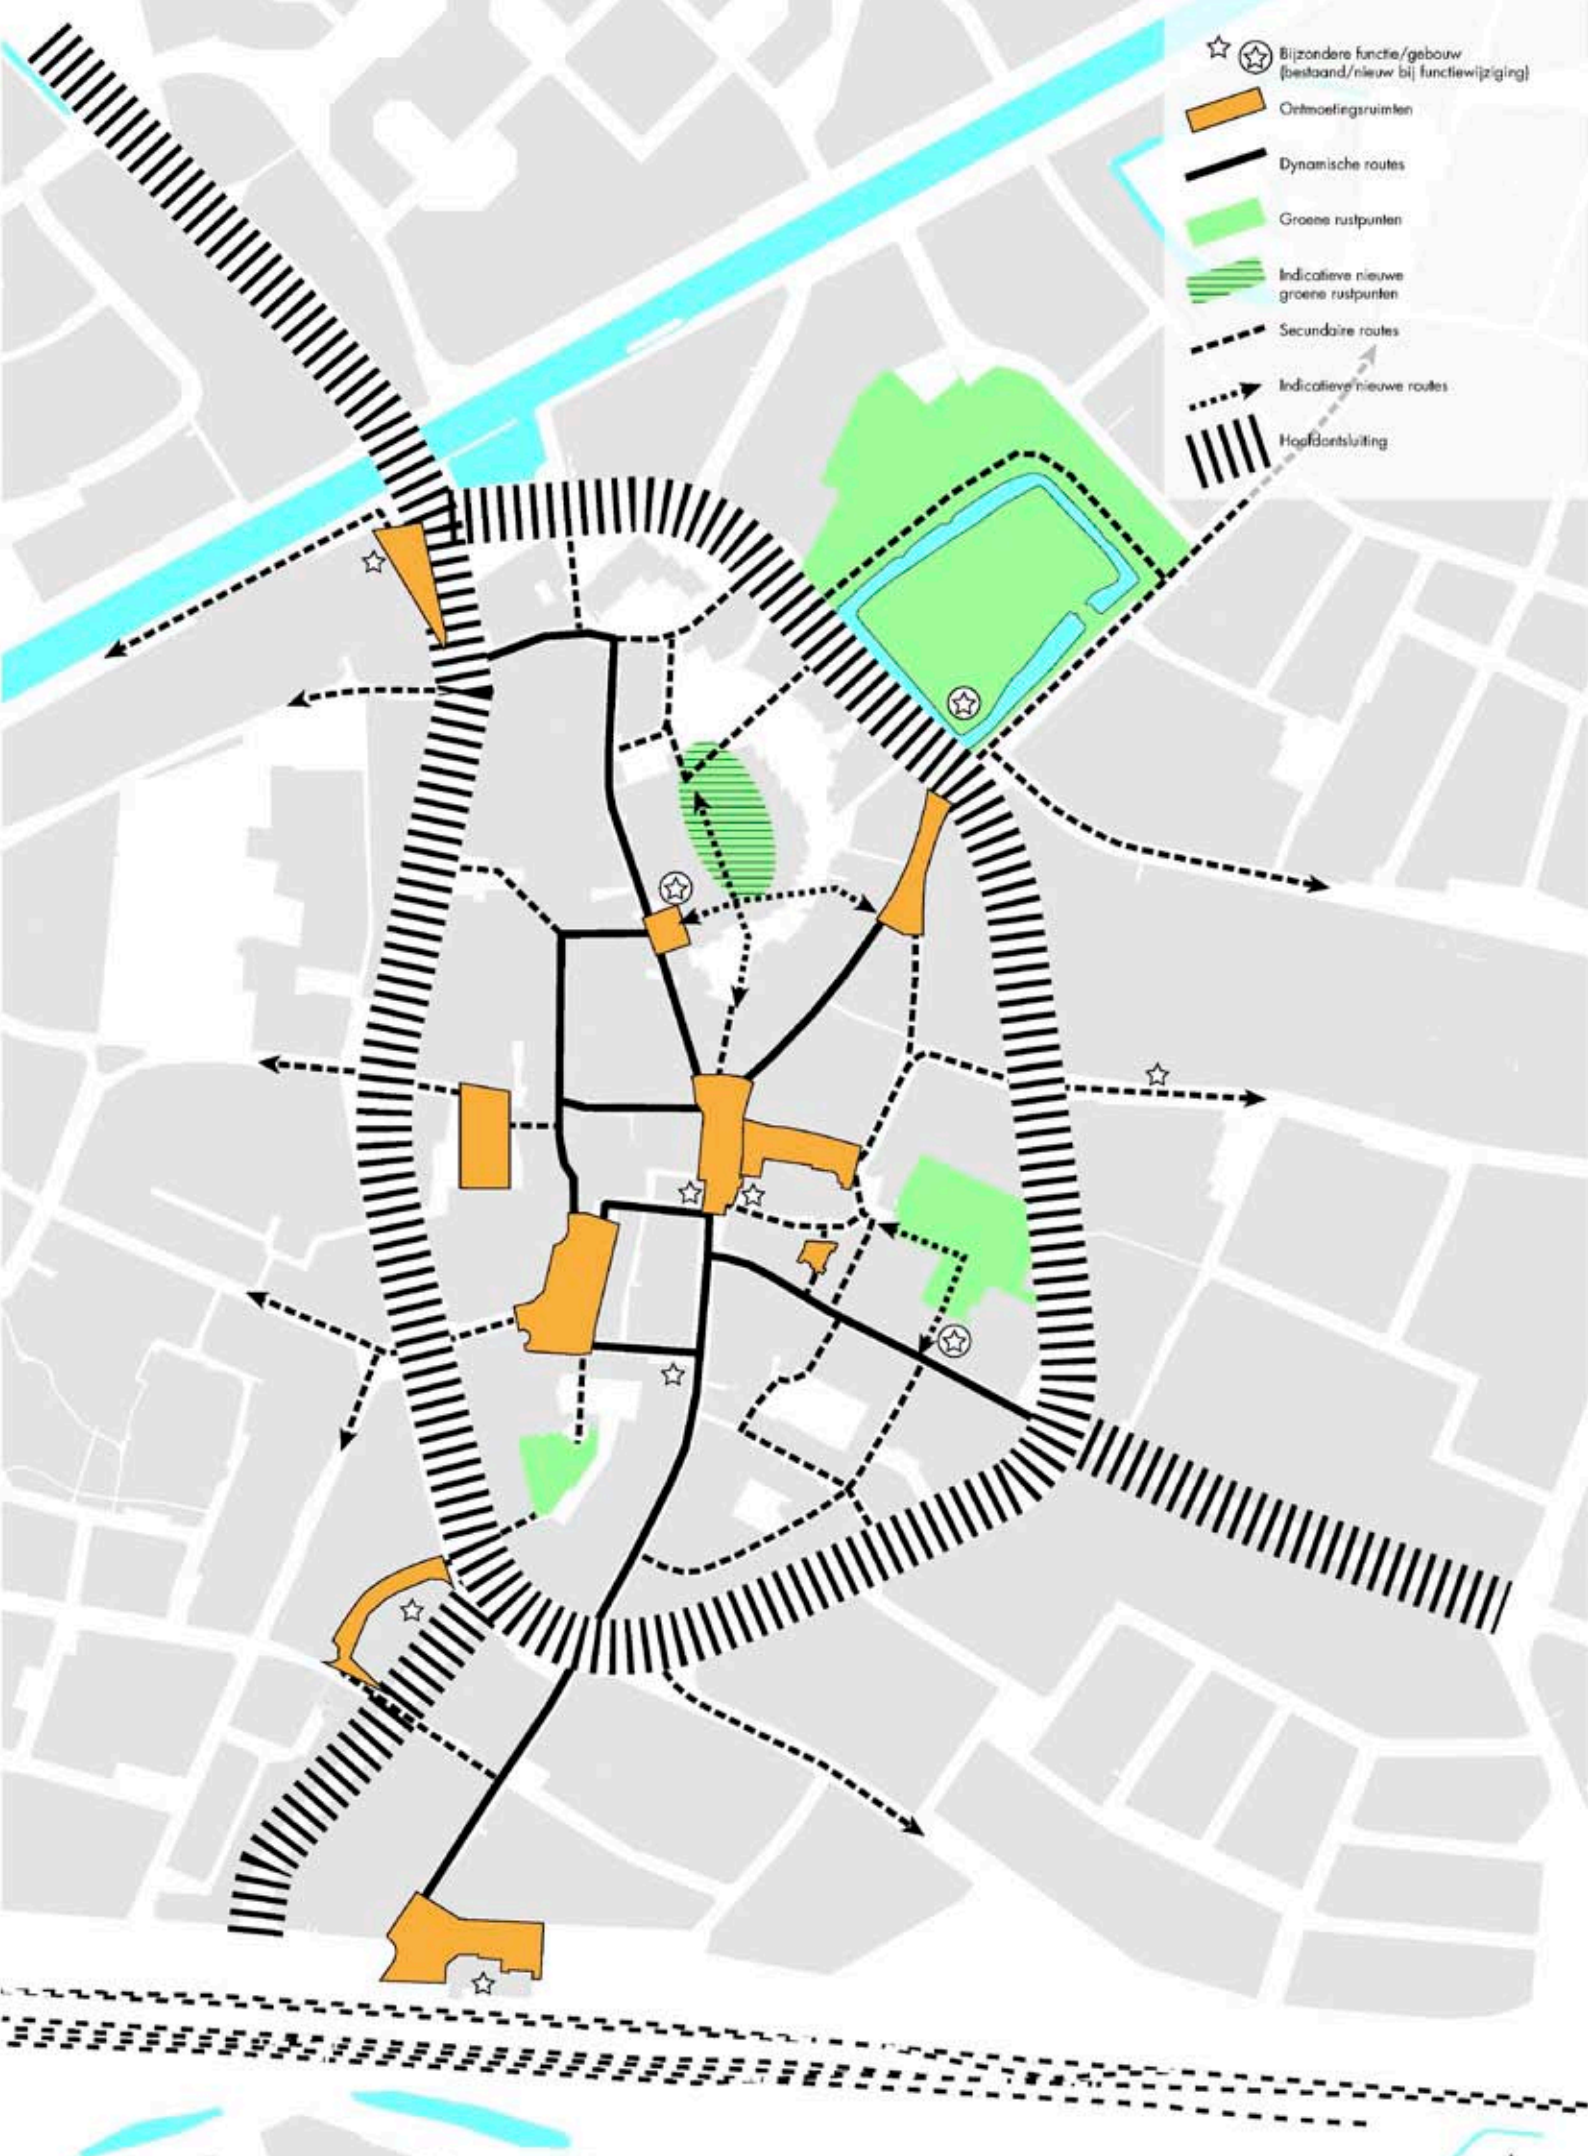 Bijzondere functie/gebouw
(bestaand/nieuw bij functiewijziging)
Ontmoetingsruimten
Dynamische routes
Groene rustpunten
Indicatieve nieuwe
groene rustpunten
Secundaire routes
Indicatieve nieuwe routes
Hoofdontsluiting